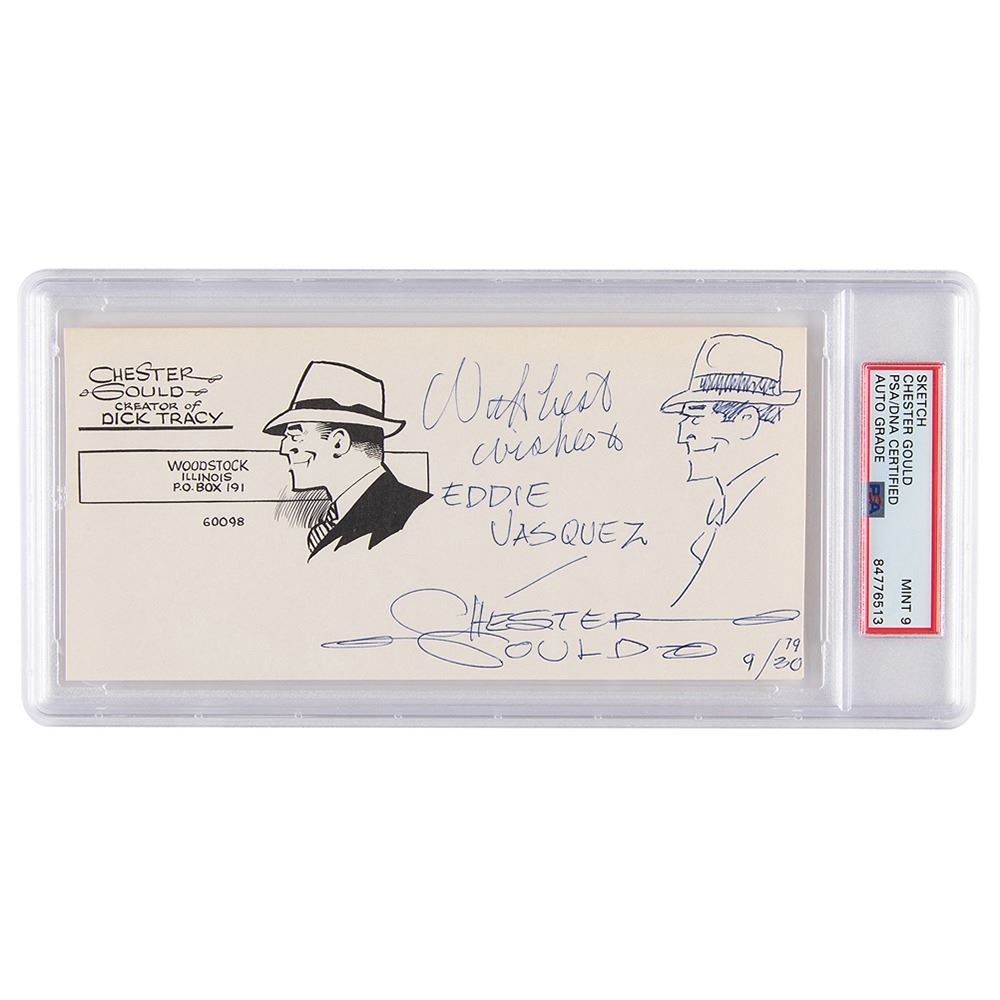 CHESTER
GOULD
CREATOR of
DICK TRACY
WOODSTOCK
ILLINOIS
P.O. BOX 191
60098
With best
wishes to
EDDIE
VASQUEZ
CHESTER
GOULD
9/30
79
SKETCH
CHESTER GOULD
PSA/DNA CERTIFIED
AUTO GRADE
MINT 9
PSA
84776513